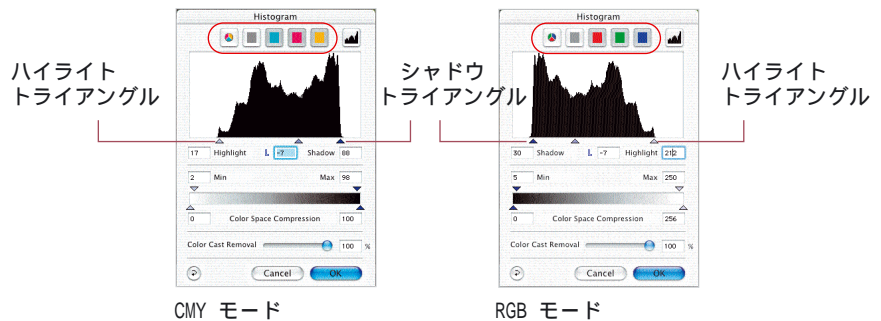 Histogram
Histogram
ハイライト
トライアングル
シャドウ
トライアングル
ハイライト
トライアングル
17 Highlight L -7 Shadow 88
2 Min Max 98
0 Color Space Compression 100
Color Cast Removal 100 %
Cancel OK
30 Shadow L -7 Highlight 212
5 Min Max 250
0 Color Space Compression 256
Color Cast Removal 100 %
Cancel OK
CMY モード
RGB モード